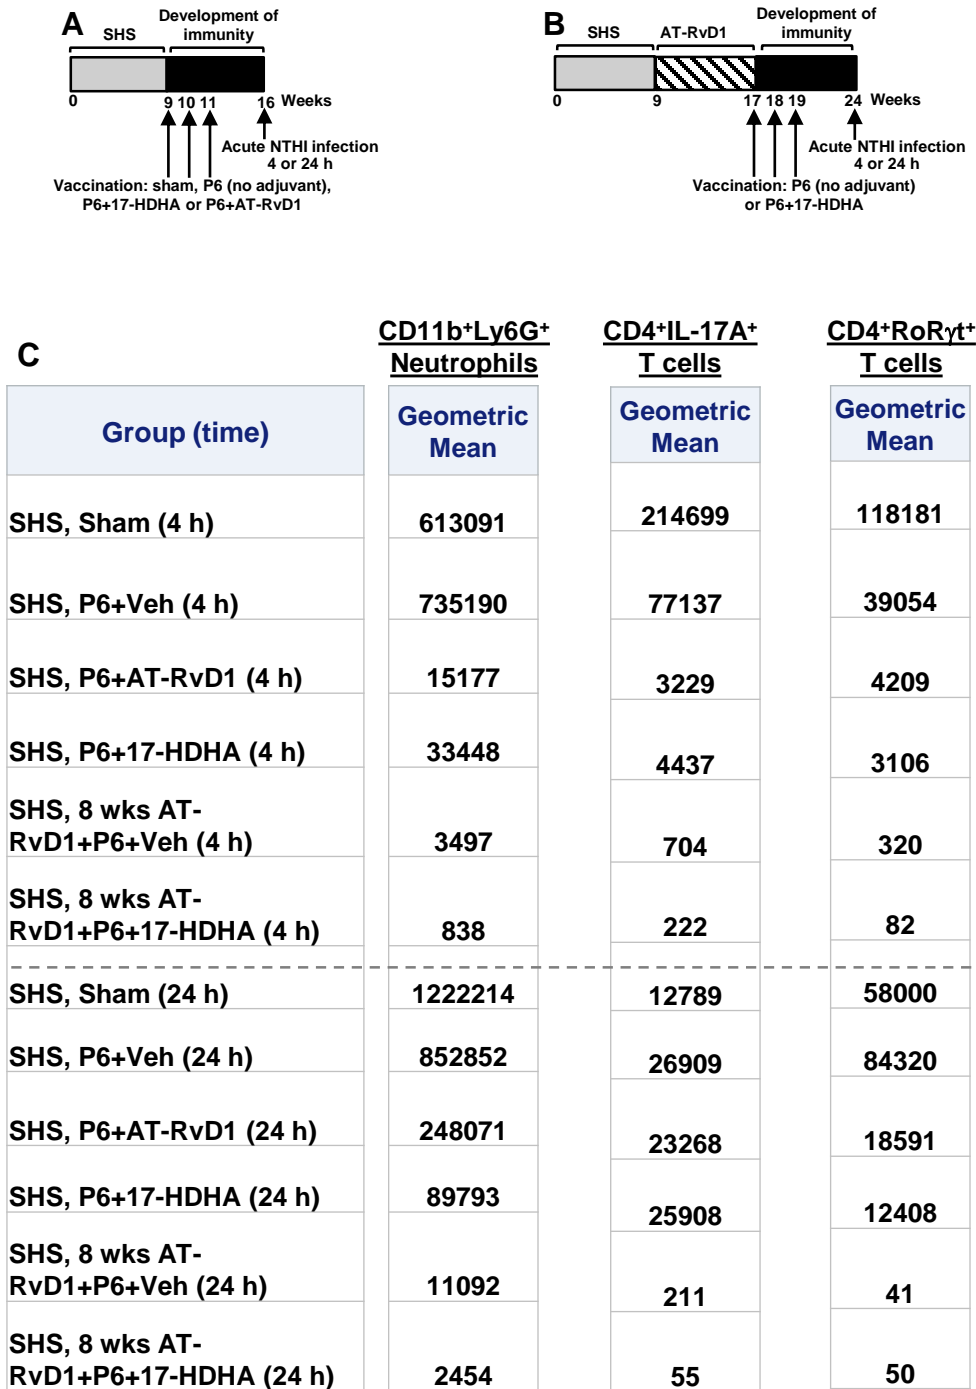 A
SHS
Development of
immunity
0
9 10 11
16 Weeks
Acute NTHI infection
4 or 24 h
Vaccination: sham, P6 (no adjuvant),
P6+17-HDHA or P6+AT-RvD1
B
SHS
AT-RvD1
Development of
immunity
0
9
17 18 19
24 Weeks
Acute NTHI infection
4 or 24 h
Vaccination: P6 (no adjuvant)
or P6+17-HDHA
C
CD11b⁺Ly6G⁺
Neutrophils
CD4⁺IL-17A⁺
T cells
CD4⁺RoRγt⁺
T cells
Group (time)
Geometric
Mean
Geometric
Mean
Geometric
Mean
SHS, Sham (4 h) 613091 214699 118181
SHS, P6+Veh (4 h) 735190 77137 39054
SHS, P6+AT-RvD1 (4 h) 15177 3229 4209
SHS, P6+17-HDHA (4 h) 33448 4437 3106
SHS, 8 wks AT-
RvD1+P6+Veh (4 h) 3497 704 320
SHS, 8 wks AT-
RvD1+P6+17-HDHA (4 h) 838 222 82
SHS, Sham (24 h) 1222214 12789 58000
SHS, P6+Veh (24 h) 852852 26909 84320
SHS, P6+AT-RvD1 (24 h) 248071 23268 18591
SHS, P6+17-HDHA (24 h) 89793 25908 12408
SHS, 8 wks AT-
RvD1+P6+Veh (24 h) 11092 211 41
SHS, 8 wks AT-
RvD1+P6+17-HDHA (24 h) 2454 55 50